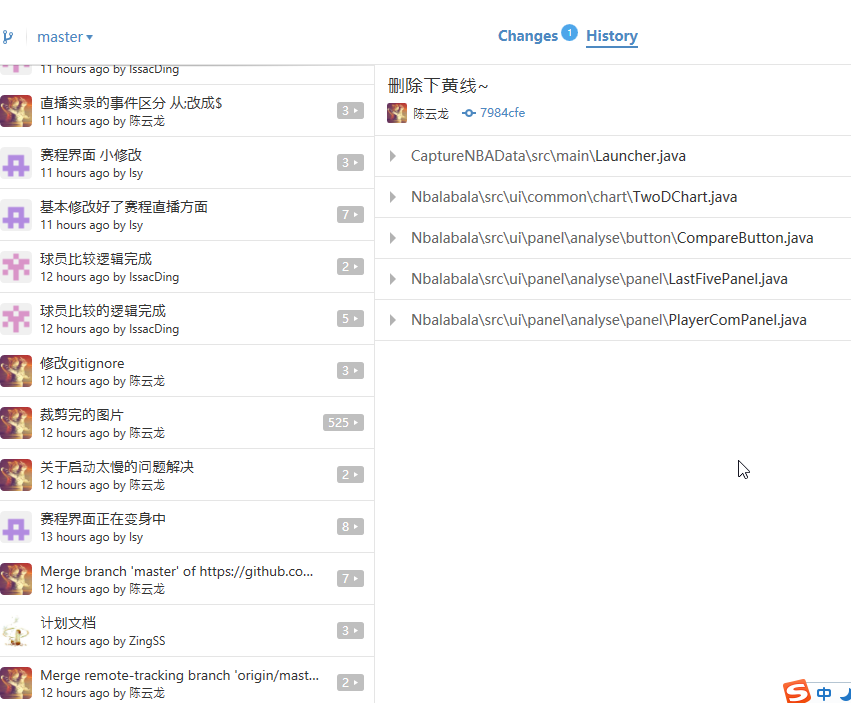 master
Changes 1 History
11 hours ago by IssacDing
直播实录的事件区分 从;改成$
11 hours ago by 陈云龙
3
赛程界面 小修改
11 hours ago by lsy
3
基本修改好了赛程直播方面
11 hours ago by lsy
7
球员比较逻辑完成
12 hours ago by IssacDing
2
球员比较的逻辑完成
12 hours ago by IssacDing
5
修改gitignore
12 hours ago by 陈云龙
3
裁剪完的图片
12 hours ago by 陈云龙
525
关于启动太慢的问题解决
12 hours ago by 陈云龙
2
赛程界面正在变身中
13 hours ago by lsy
8
Merge branch 'master' of https://github.co...
12 hours ago by 陈云龙
7
计划文档
12 hours ago by ZingSS
3
Merge remote-tracking branch 'origin/mast...
12 hours ago by 陈云龙
2
删除下黄线~
陈云龙 7984cfe
CaptureNBAData\src\main\Launcher.java
Nbalabala\src\ui\common\chart\TwoDChart.java
Nbalabala\src\ui\panel\analyse\button\CompareButton.java
Nbalabala\src\ui\panel\analyse\panel\LastFivePanel.java
Nbalabala\src\ui\panel\analyse\panel\PlayerComPanel.java
S 中